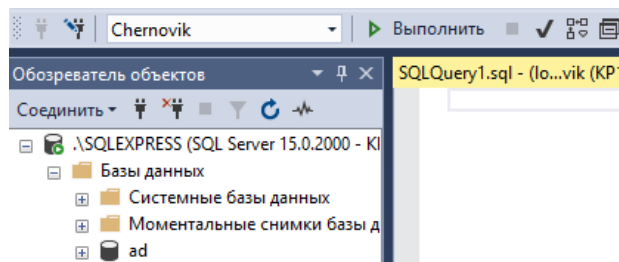 Chernovik
Выполнить
Обозреватель объектов
SQLQuery1.sql - (lo...vik (KP
Соединить
.\SQLEXPRESS (SQL Server 15.0.2000 - KI
Базы данных
Системные базы данных
Моментальные снимки базы д
ad